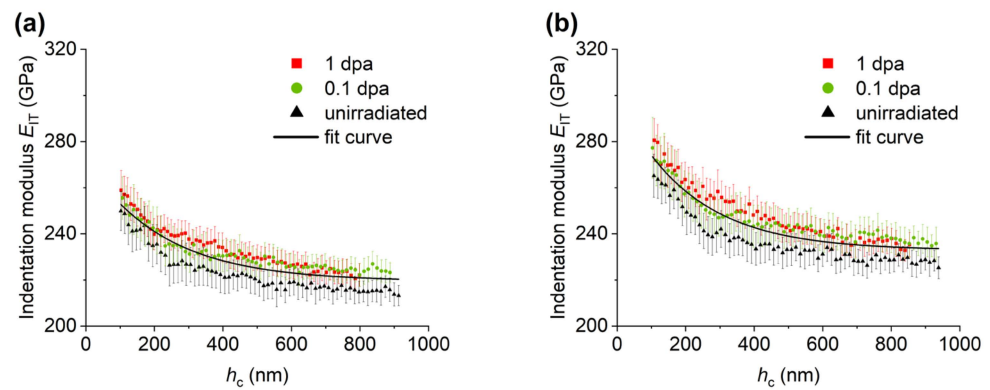 (a)
Indentation modulus E_IT (GPa)
320
280
240
200
1 dpa
0.1 dpa
unirradiated
fit curve
0 200 400 600 800 1000
h_c (nm)
(b)
Indentation modulus E_IT (GPa)
320
280
240
200
1 dpa
0.1 dpa
unirradiated
fit curve
0 200 400 600 800 1000
h_c (nm)